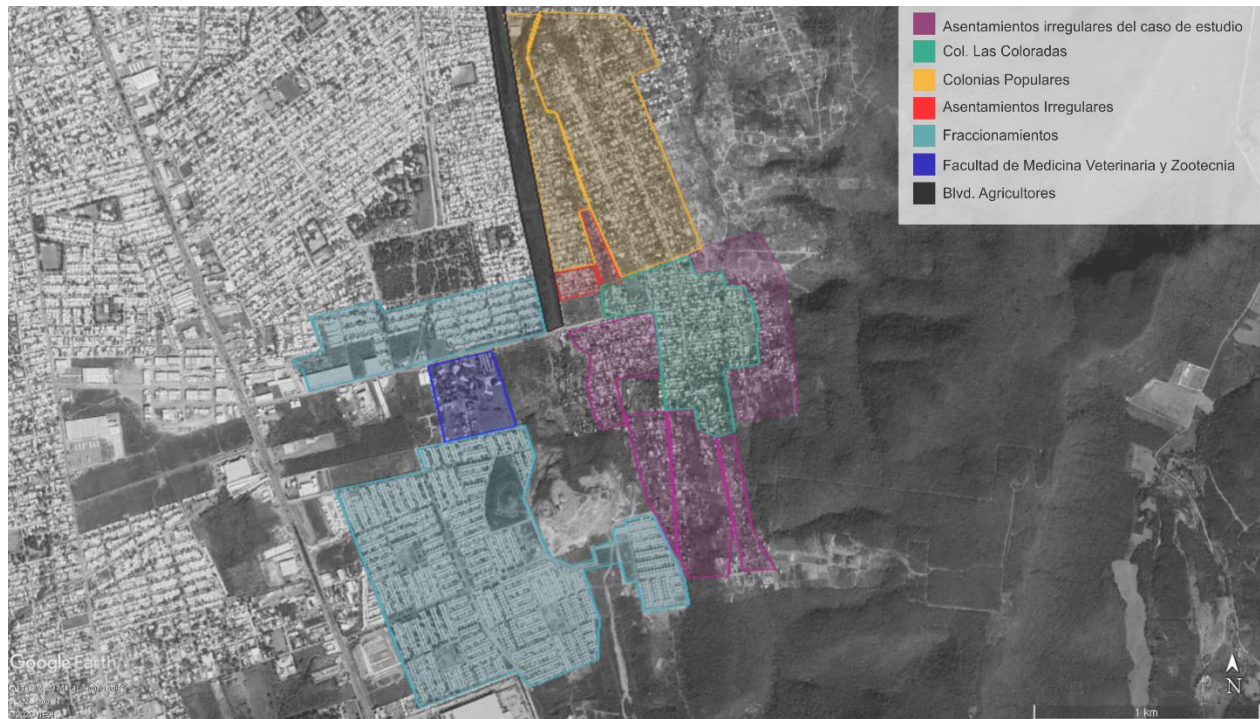 Asentamientos irregulares del caso de estudio
Col. Las Coloradas
Colonias Populares
Asentamientos Irregulares
Fraccionamientos
Facultad de Medicina Veterinaria y Zootecnia
Blvd. Agricultores
Google Earth
N
1 km